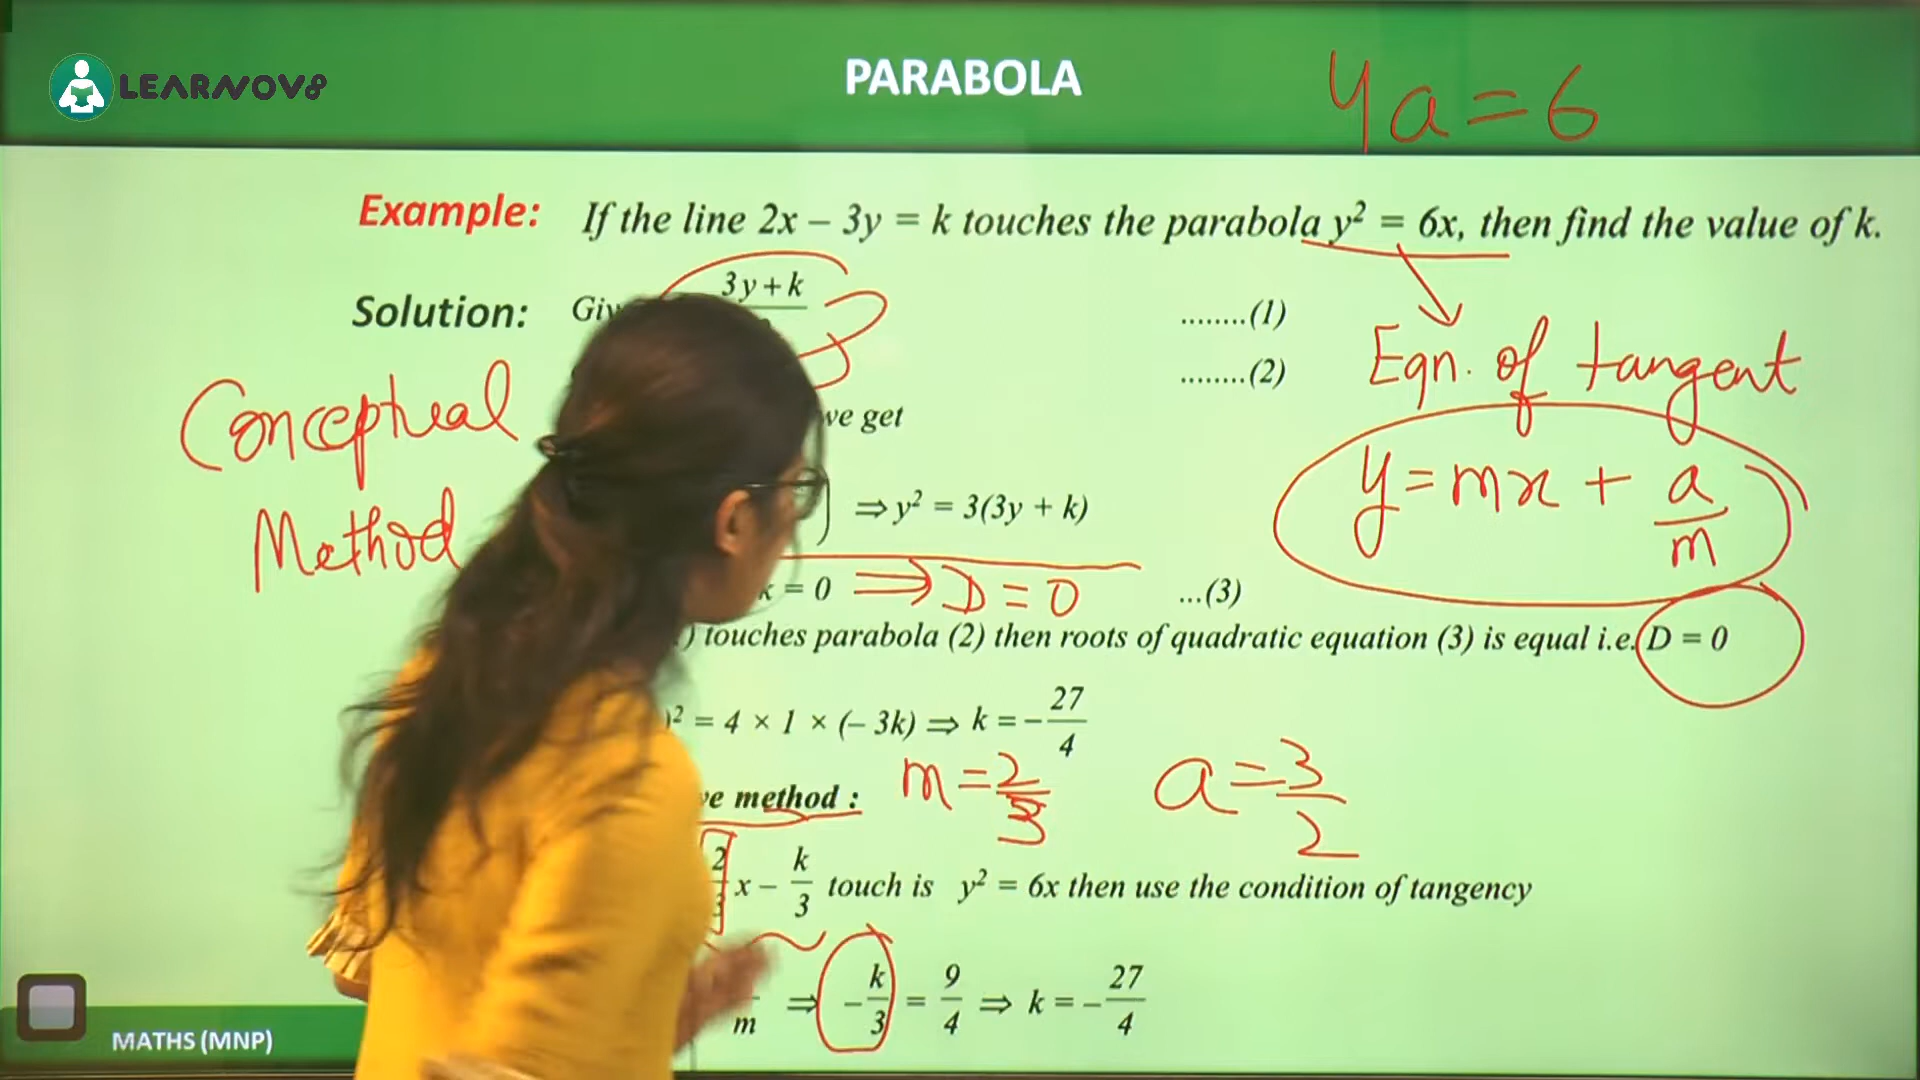 LEARNOV8
PARABOLA
4a=6
Example: If the line 2x – 3y = k touches the parabola y² = 6x, then find the value of k.
Solution:
3y+k
........(1)
Eqn. of tangent
........(2)
Conceptual
we get
y=mx + a/m
Method
⇒ y² = 3(3y + k)
= 0 ⇒ D = 0 ...(3)
touches parabola (2) then roots of quadratic equation (3) is equal i.e. D = 0
)² = 4 × 1 × (– 3k) ⇒ k = – 27/4
method :
m = 2/3
a = 3/2
2/3 x – k/3 touch is y² = 6x then use the condition of tangency
m ⇒ – k/3 = 9/4 ⇒ k = – 27/4
MATHS (MNP)